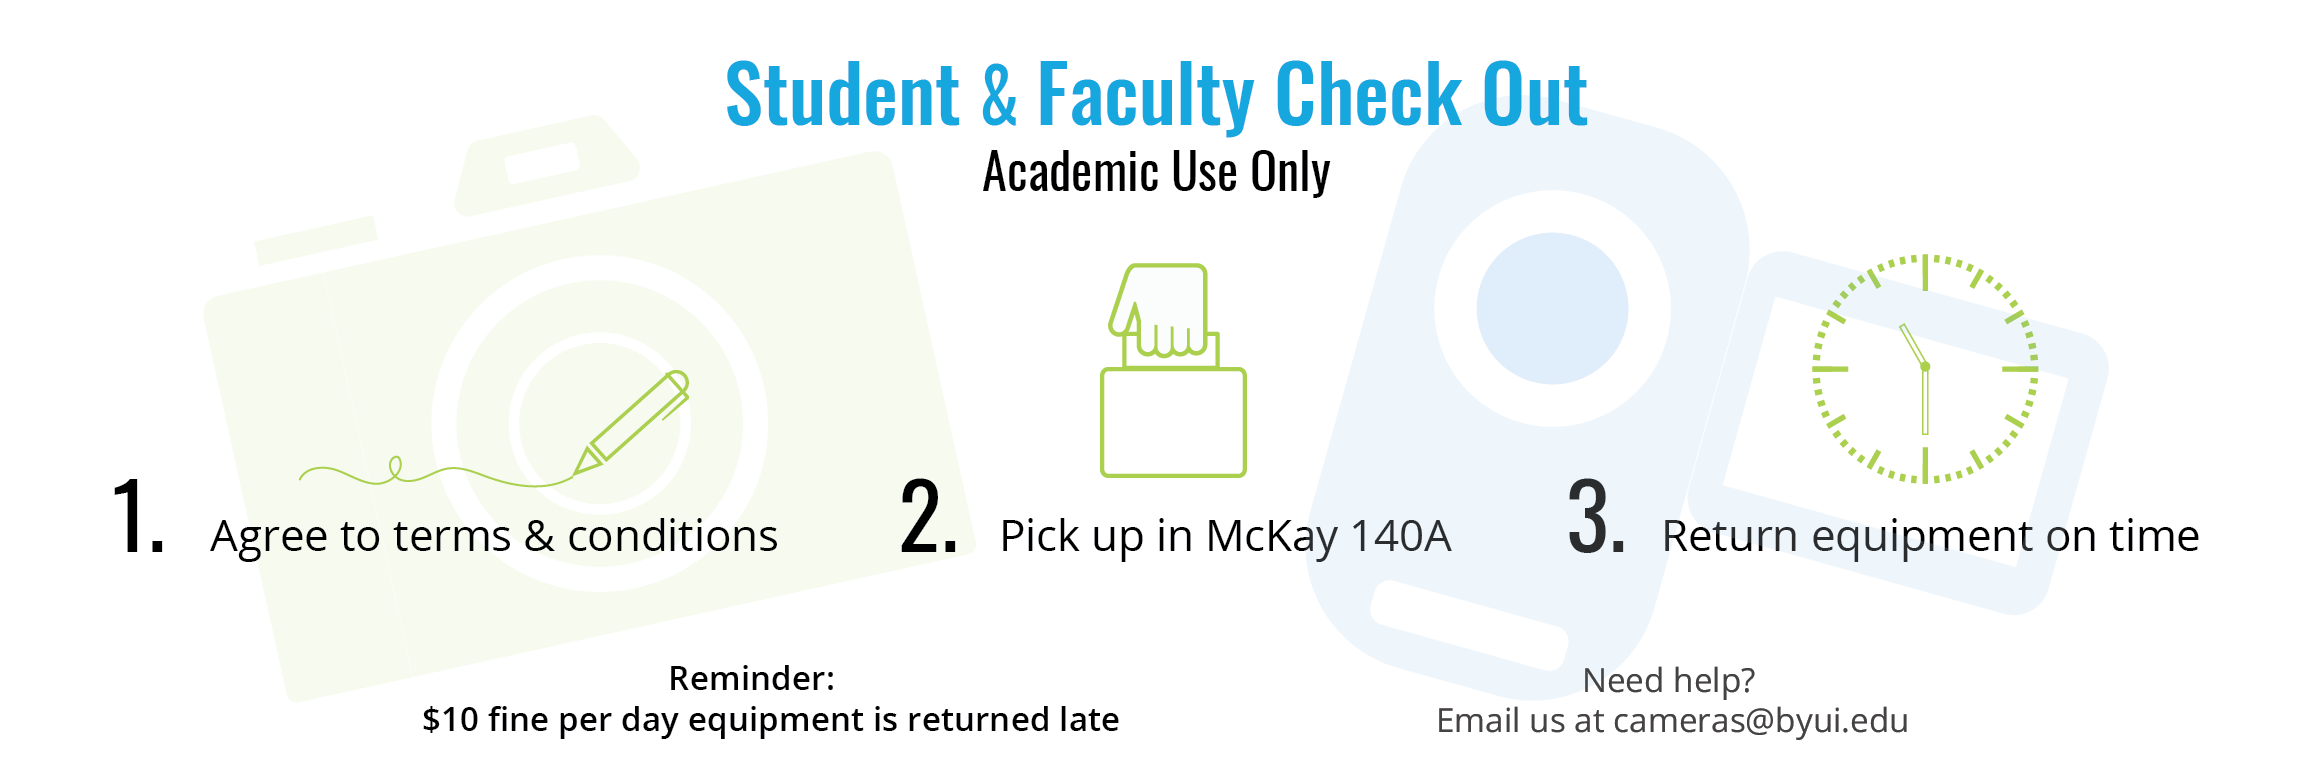 Student & Faculty Check Out
Academic Use Only
1. Agree to terms & conditions
2. Pick up in McKay 140A
3. Return equipment on time
Reminder:
$10 fine per day equipment is returned late
Need help?
Email us at cameras@byui.edu